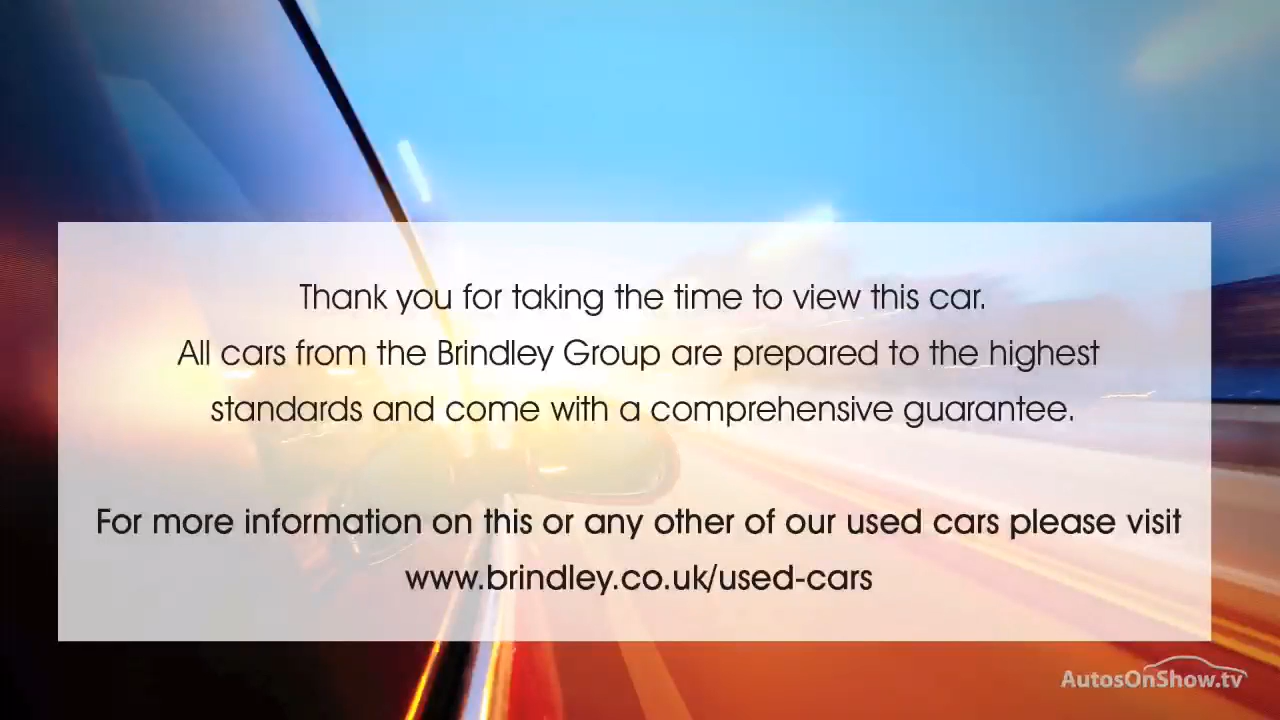 Thank you for taking the time to view this car.
All cars from the Brindley Group are prepared to the highest
standards and come with a comprehensive guarantee.
For more information on this or any other of our used cars please visit
www.brindley.co.uk/used-cars
AutosOnShow.tv